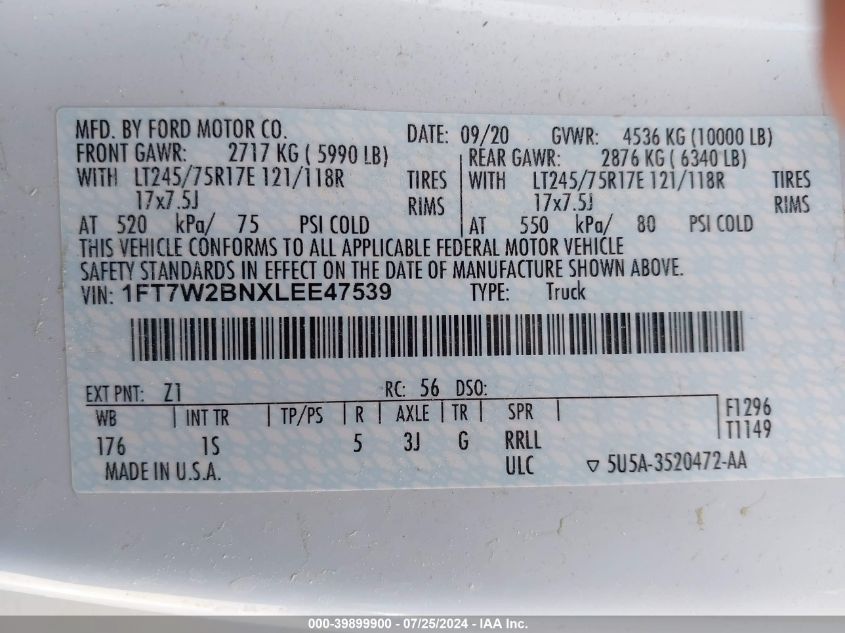 MFD. BY FORD MOTOR CO. DATE: 09/20 GVWR: 4536 KG (10000 LB)
FRONT GAWR: 2717 KG ( 5990 LB) REAR GAWR: 2876 KG ( 6340 LB)
WITH LT245/75R17E 121/118R TIRES WITH LT245/75R17E 121/118R TIRES
17x7.5J RIMS 17x7.5J RIMS
AT 520 kPa/ 75 PSI COLD AT 550 kPa/ 80 PSI COLD
THIS VEHICLE CONFORMS TO ALL APPLICABLE FEDERAL MOTOR VEHICLE
SAFETY STANDARDS IN EFFECT ON THE DATE OF MANUFACTURE SHOWN ABOVE.
VIN: 1FT7W2BNXLEE47539 TYPE: Truck
EXT PNT: Z1 RC: 56 DSO:
WB INT TR TP/PS R AXLE TR SPR F1296
176 1S 5 3J G RRLL T1149
MADE IN U.S.A. ULC ▽ 5U5A-3520472-AA
000-39899900 - 07/25/2024 - IAA Inc.